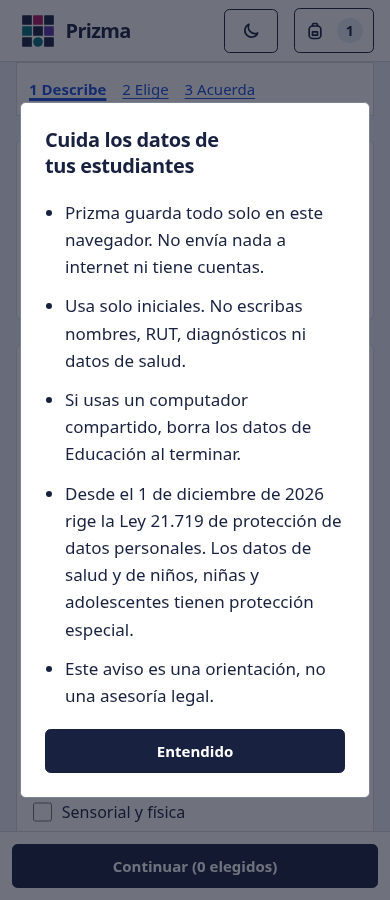 Prizma
1
1 Describe 2 Elige 3 Acuerda
Cuida los datos de
tus estudiantes
• Prizma guarda todo solo en este
navegador. No envía nada a
internet ni tiene cuentas.
• Usa solo iniciales. No escribas
nombres, RUT, diagnósticos ni
datos de salud.
• Si usas un computador
compartido, borra los datos de
Educación al terminar.
• Desde el 1 de diciembre de 2026
rige la Ley 21.719 de protección de
datos personales. Los datos de
salud y de niños, niñas y
adolescentes tienen protección
especial.
• Este aviso es una orientación, no
una asesoría legal.
Entendido
Sensorial y física
Continuar (0 elegidos)